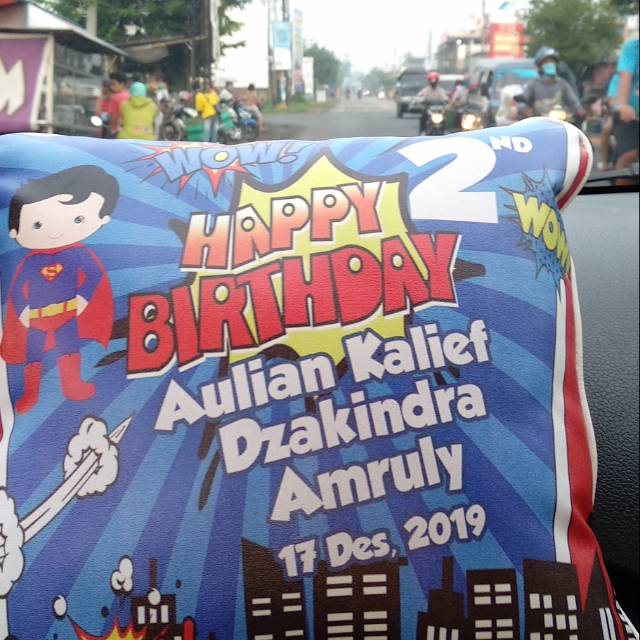 WOW!
2ND
HAPPY
BIRTHDAY
WOW!
Aulian Kalief
Dzakindra
Amruly
17 Des, 2019